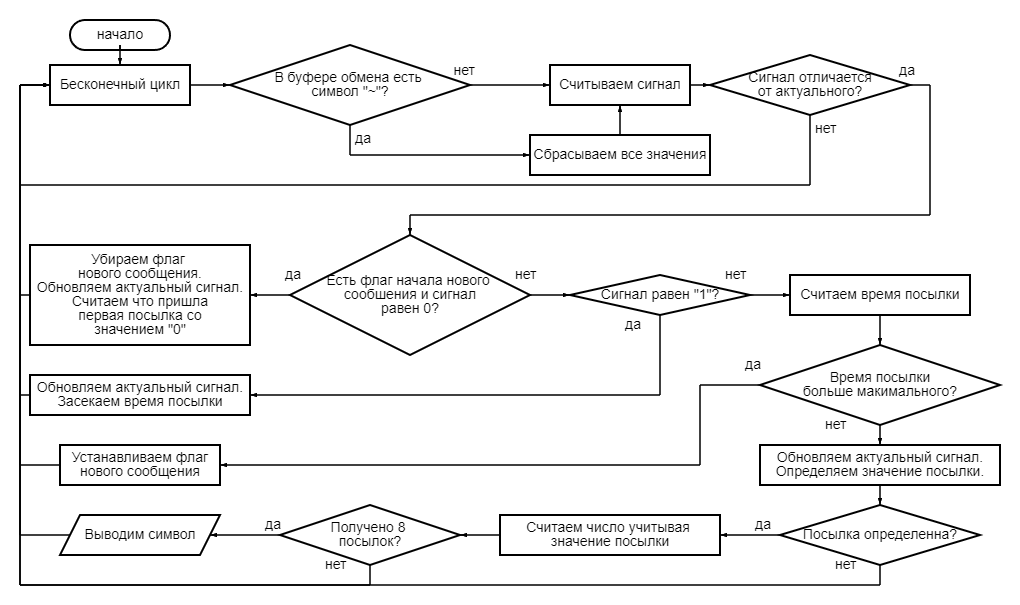 начало
Бесконечный цикл
В буфере обмена есть
символ "~"?
нет
да
Считываем сигнал
Сбрасываем все значения
Сигнал отличается
от актуального?
да
нет
Убираем флаг
нового сообщения.
Обновляем актуальный сигнал.
Считаем что пришла
первая посылка со
значением "0"
да
Есть флаг начала нового
сообшения и сигнал
равен 0?
нет
Сигнал равен "1"?
нет
да
Считаем время посылки
Обновляем актуальный сигнал.
Засекаем время посылки
да
Время посылки
больше макимального?
нет
Устанавливаем флаг
нового сообщения
Обновляем актуальный сигнал.
Определяем значение посылки.
Выводим символ
да
Получено 8
посылок?
нет
Считаем число учитывая
значение посылки
да
Посылка определенна?
нет